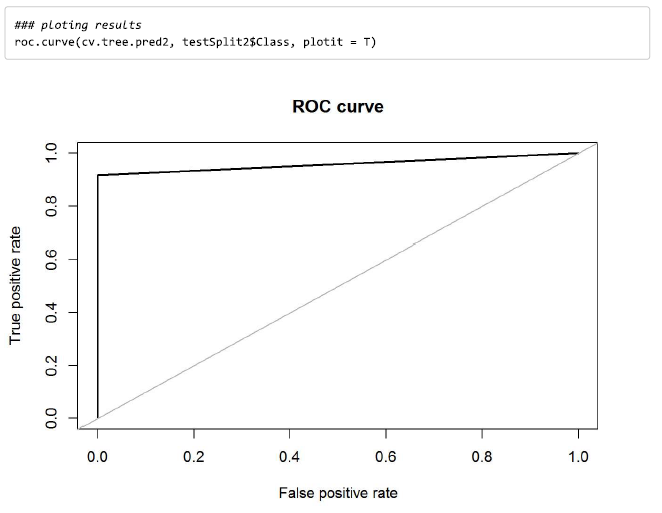 ### ploting results
roc.curve(cv.tree.pred2, testSplit2$Class, plotit = T)
ROC curve
1.0
0.8
0.6
0.4
0.2
0.0
True positive rate
0.0 0.2 0.4 0.6 0.8 1.0
False positive rate